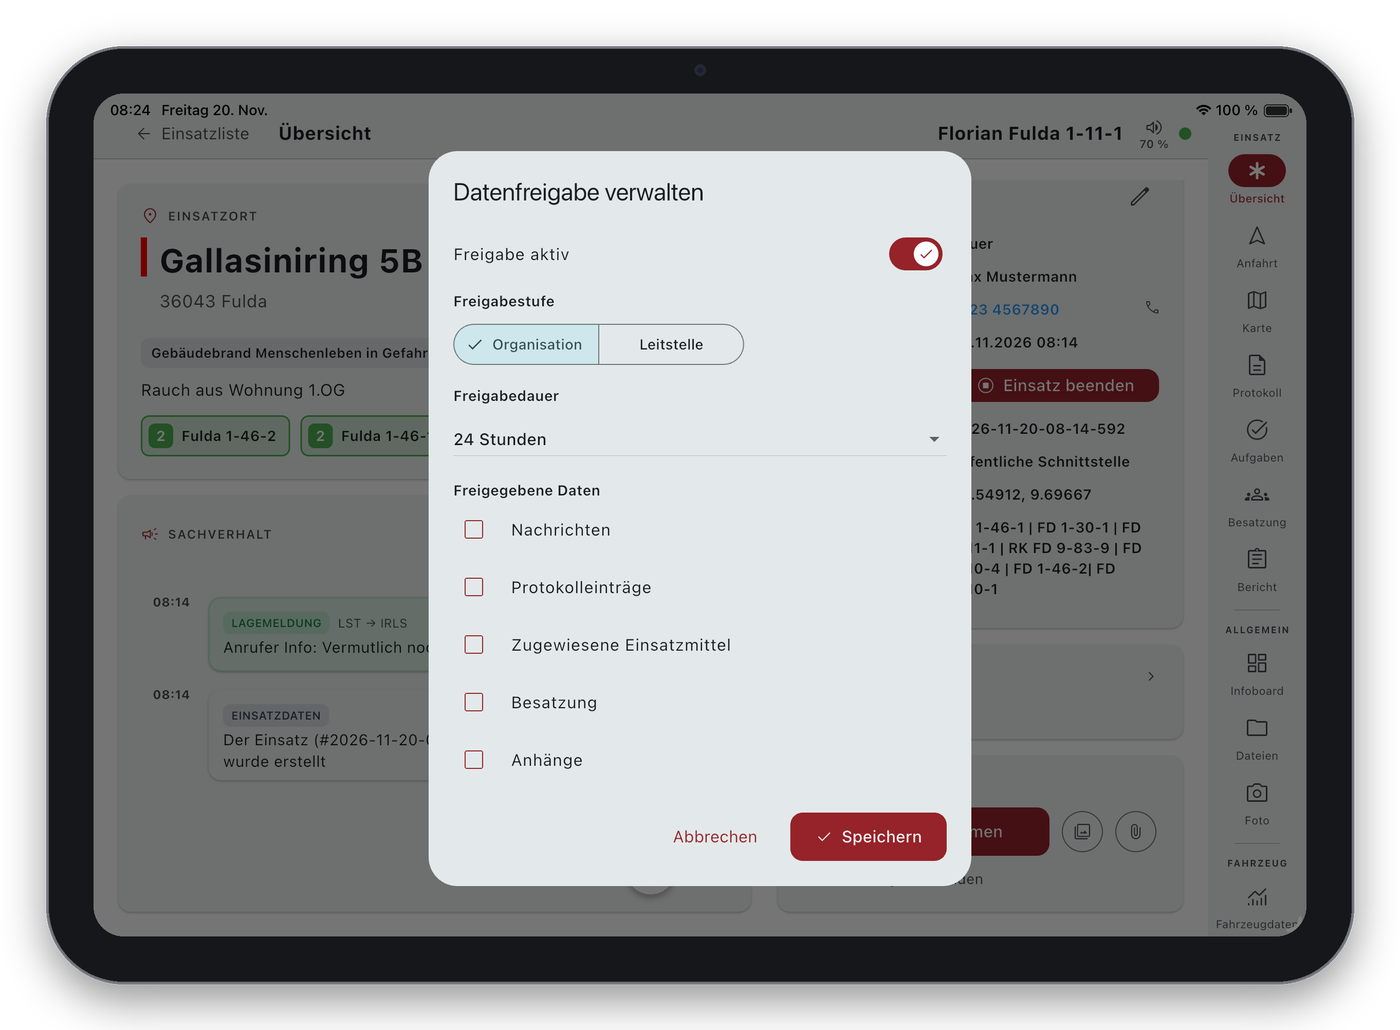 08:24 Freitag 20. Nov.
100 %
← Einsatzliste
Übersicht
Florian Fulda 1-11-1
70 %
EINSATZORT
Gallasiniring 5B
36043 Fulda
Gebäudebrand Menschenleben in Gefahr
Rauch aus Wohnung 1.OG
2 Fulda 1-46-2
2 Fulda 1-46-
SACHVERHALT
08:14
LAGEMELDUNG LST → IRLS
Anrufer Info: Vermutlich
08:14
EINSATZDATEN
Der Einsatz (#2026-11-20-
wurde erstellt
Datenfreigabe verwalten
Freigabe aktiv
Freigabestufe
Organisation
Leitstelle
Freigabedauer
24 Stunden
Freigegebene Daten
Nachrichten
Protokolleinträge
Zugewiesene Einsatzmittel
Besatzung
Anhänge
Abbrechen
Speichern
uer
Mustermann
23 4567890
.11.2026 08:14
Einsatz beenden
26-11-20-08-14-592
fentliche Schnittstelle
.54912, 9.69667
1-46-1 | FD 1-30-1 | FD
1-1 | RK FD 9-83-9 | FD
0-4 | FD 1-46-2| FD
0-1
men
den
EINSATZ
Übersicht
Anfahrt
Karte
Protokoll
Aufgaben
Besatzung
Bericht
ALLGEMEIN
Infoboard
Dateien
Foto
FAHRZEUG
Fahrzeugdaten